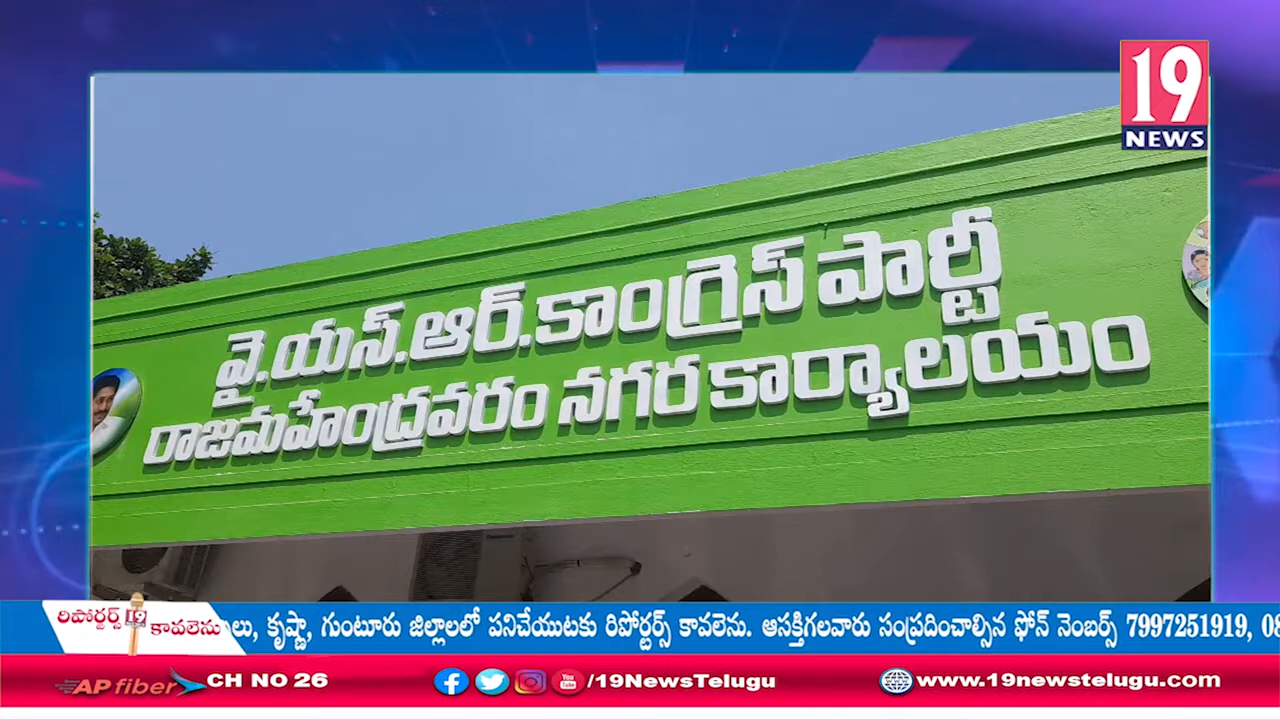 19
NEWS
వై.యస్.ఆర్.కాంగ్రెస్ పార్టీ
రాజమహేంద్రవరం నగర కార్యాలయం
రిపోర్టర్స్ 19 కావలెను
లు, కృష్ణా, గుంటూరు జిల్లాలలో పనిచేయుటకు రిపోర్టర్స్ కావలెను. ఆసక్తిగలవారు సంప్రదించాల్సిన ఫోన్ నెంబర్స్ 7997251919, 08
AP fiber CH NO 26 /19NewsTelugu www.19newstelugu.com